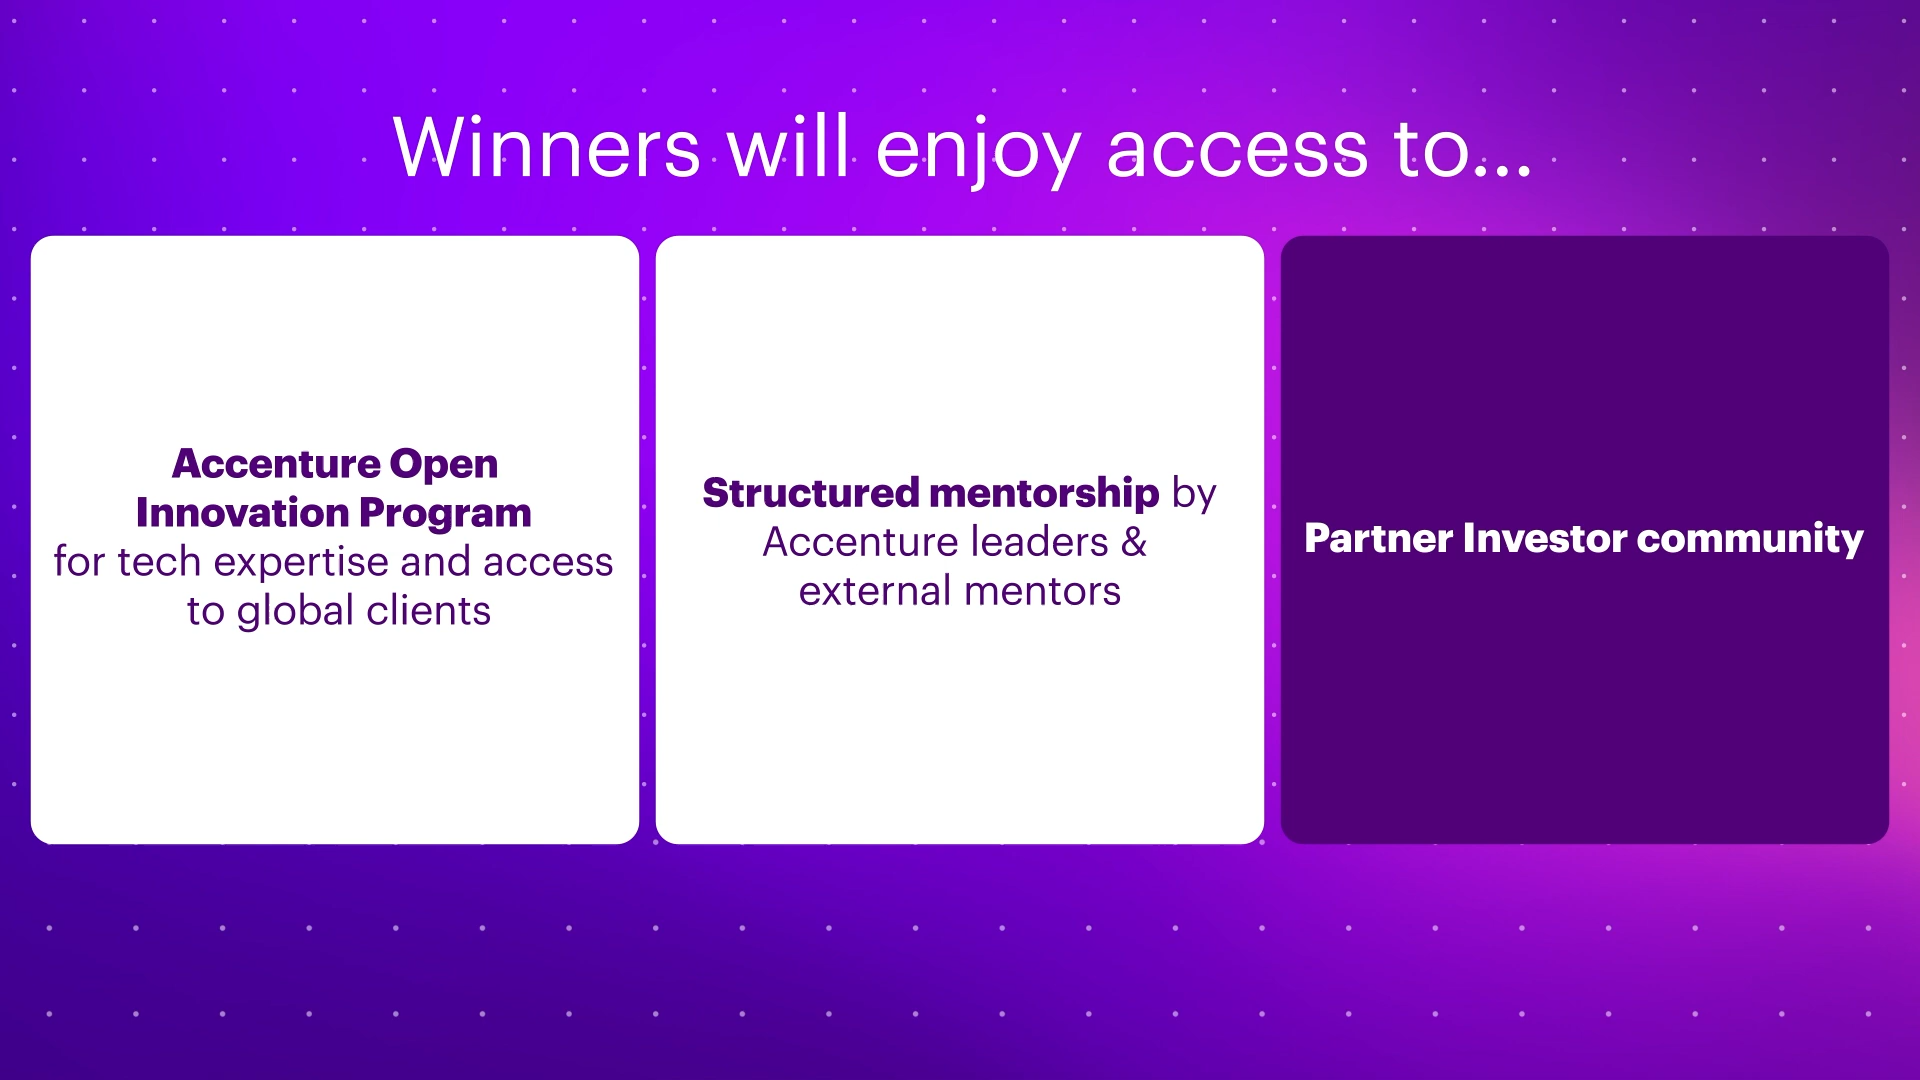 Winners will enjoy access to...
Accenture Open
Innovation Program
for tech expertise and access
to global clients
Structured mentorship by
Accenture leaders &
external mentors
Partner Investor community